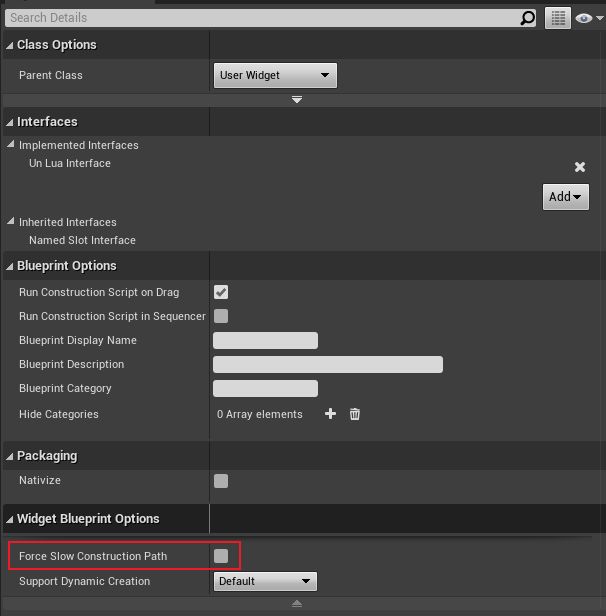 Search Details
Class Options
Parent Class User Widget
Interfaces
Implemented Interfaces
Un Lua Interface
Add
Inherited Interfaces
Named Slot Interface
Blueprint Options
Run Construction Script on Drag
Run Construction Script in Sequencer
Blueprint Display Name
Blueprint Description
Blueprint Category
Hide Categories 0 Array elements
Packaging
Nativize
Widget Blueprint Options
Force Slow Construction Path
Support Dynamic Creation Default